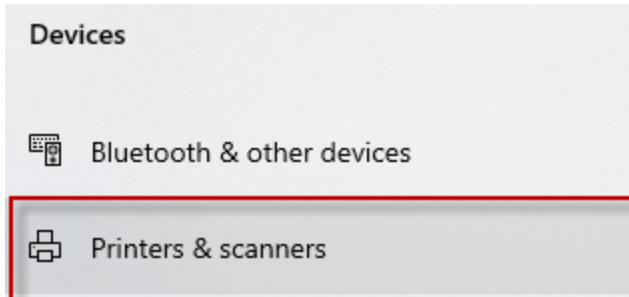 Devices
Bluetooth & other devices
Printers & scanners